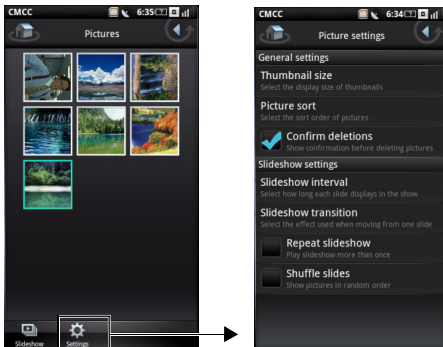 CMCC 6:35
Pictures
Slideshow
Settings
CMCC 6:34
Picture settings
General settings
Thumbnail size
Select the display size of thumbnails
Picture sort
Select the sort order of pictures
Confirm deletions
Show confirmation before deleting pictures
Slideshow settings
Slideshow interval
Select how long each slide displays in the show
Slideshow transition
Select the effect used when moving from one slide
Repeat slideshow
Play slideshow more than once
Shuffle slides
Show pictures in random order